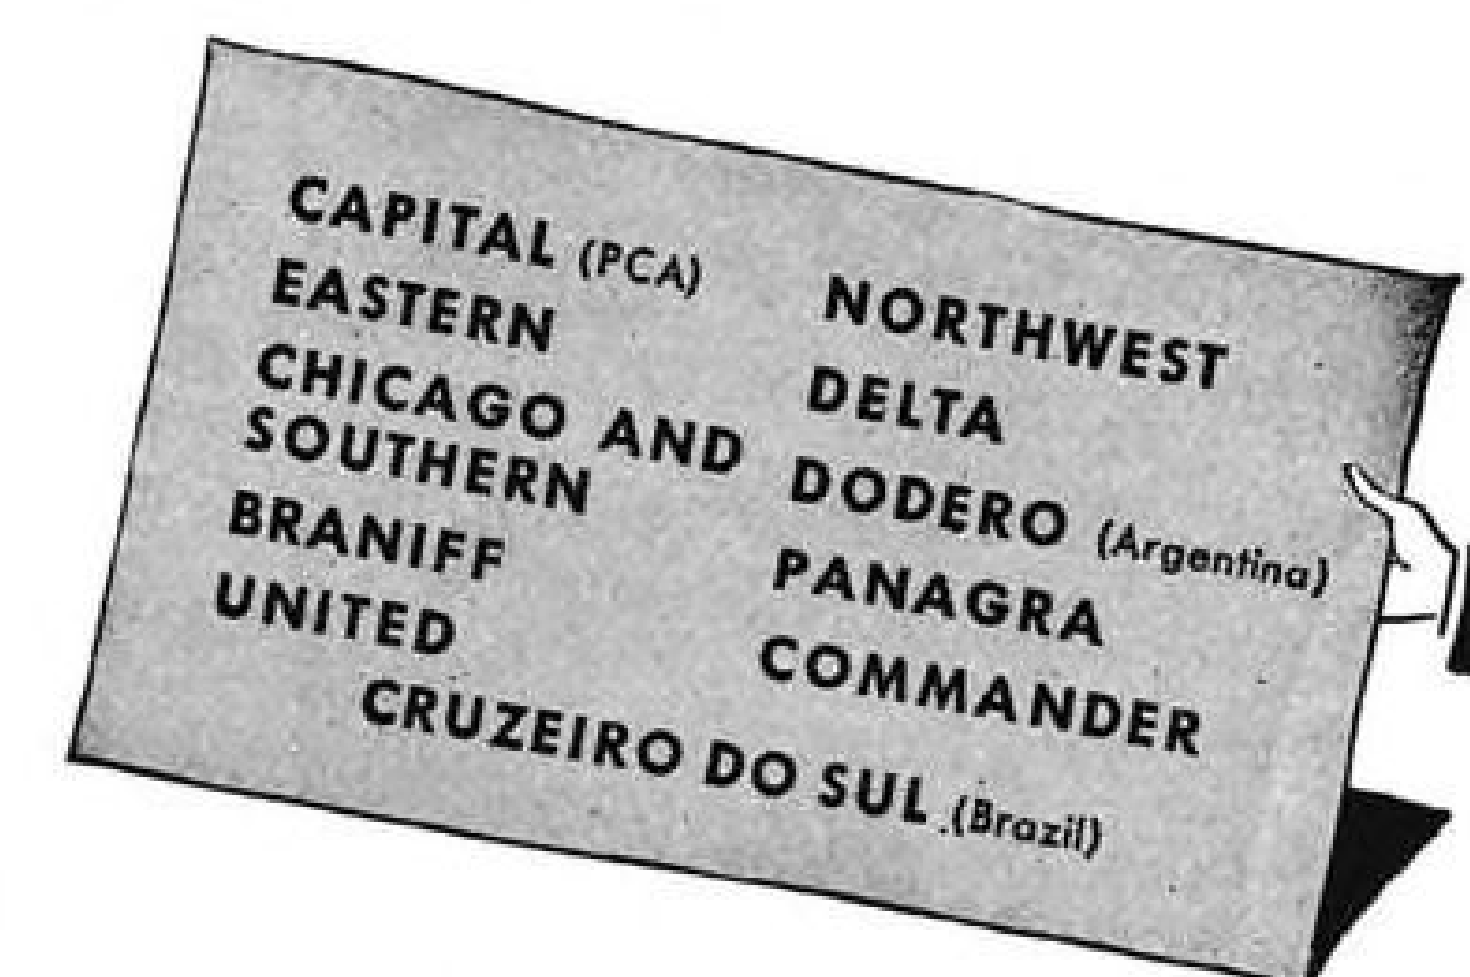 CAPITAL (PCA)
EASTERN
CHICAGO AND
SOUTHERN
BRANIFF
UNITED
NORTHWEST
DELTA
DODERO (Argentina)
PANAGRA
COMMANDER
CRUZEIRO DO SUL (Brazil)